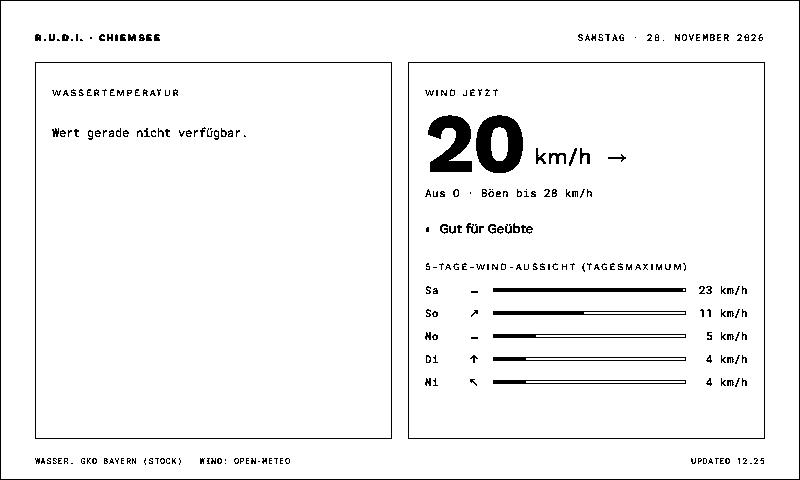 R.U.D.I. · CHIEMSEE
SAMSTAG · 28. NOVEMBER 2026
WASSERTEMPERATUR
Wert gerade nicht verfügbar.
WIND JETZT
20 km/h →
Aus O · Böen bis 28 km/h
Gut für Geübte
5-TAGE-WIND-AUSSICHT (TAGESMAXIMUM)
Sa – 23 km/h
So ↗ 11 km/h
Mo – 5 km/h
Di ↑ 4 km/h
Mi ↖ 4 km/h
WASSER: GKD BAYERN (STOCK) WIND: OPEN-METEO
UPDATED 12:25